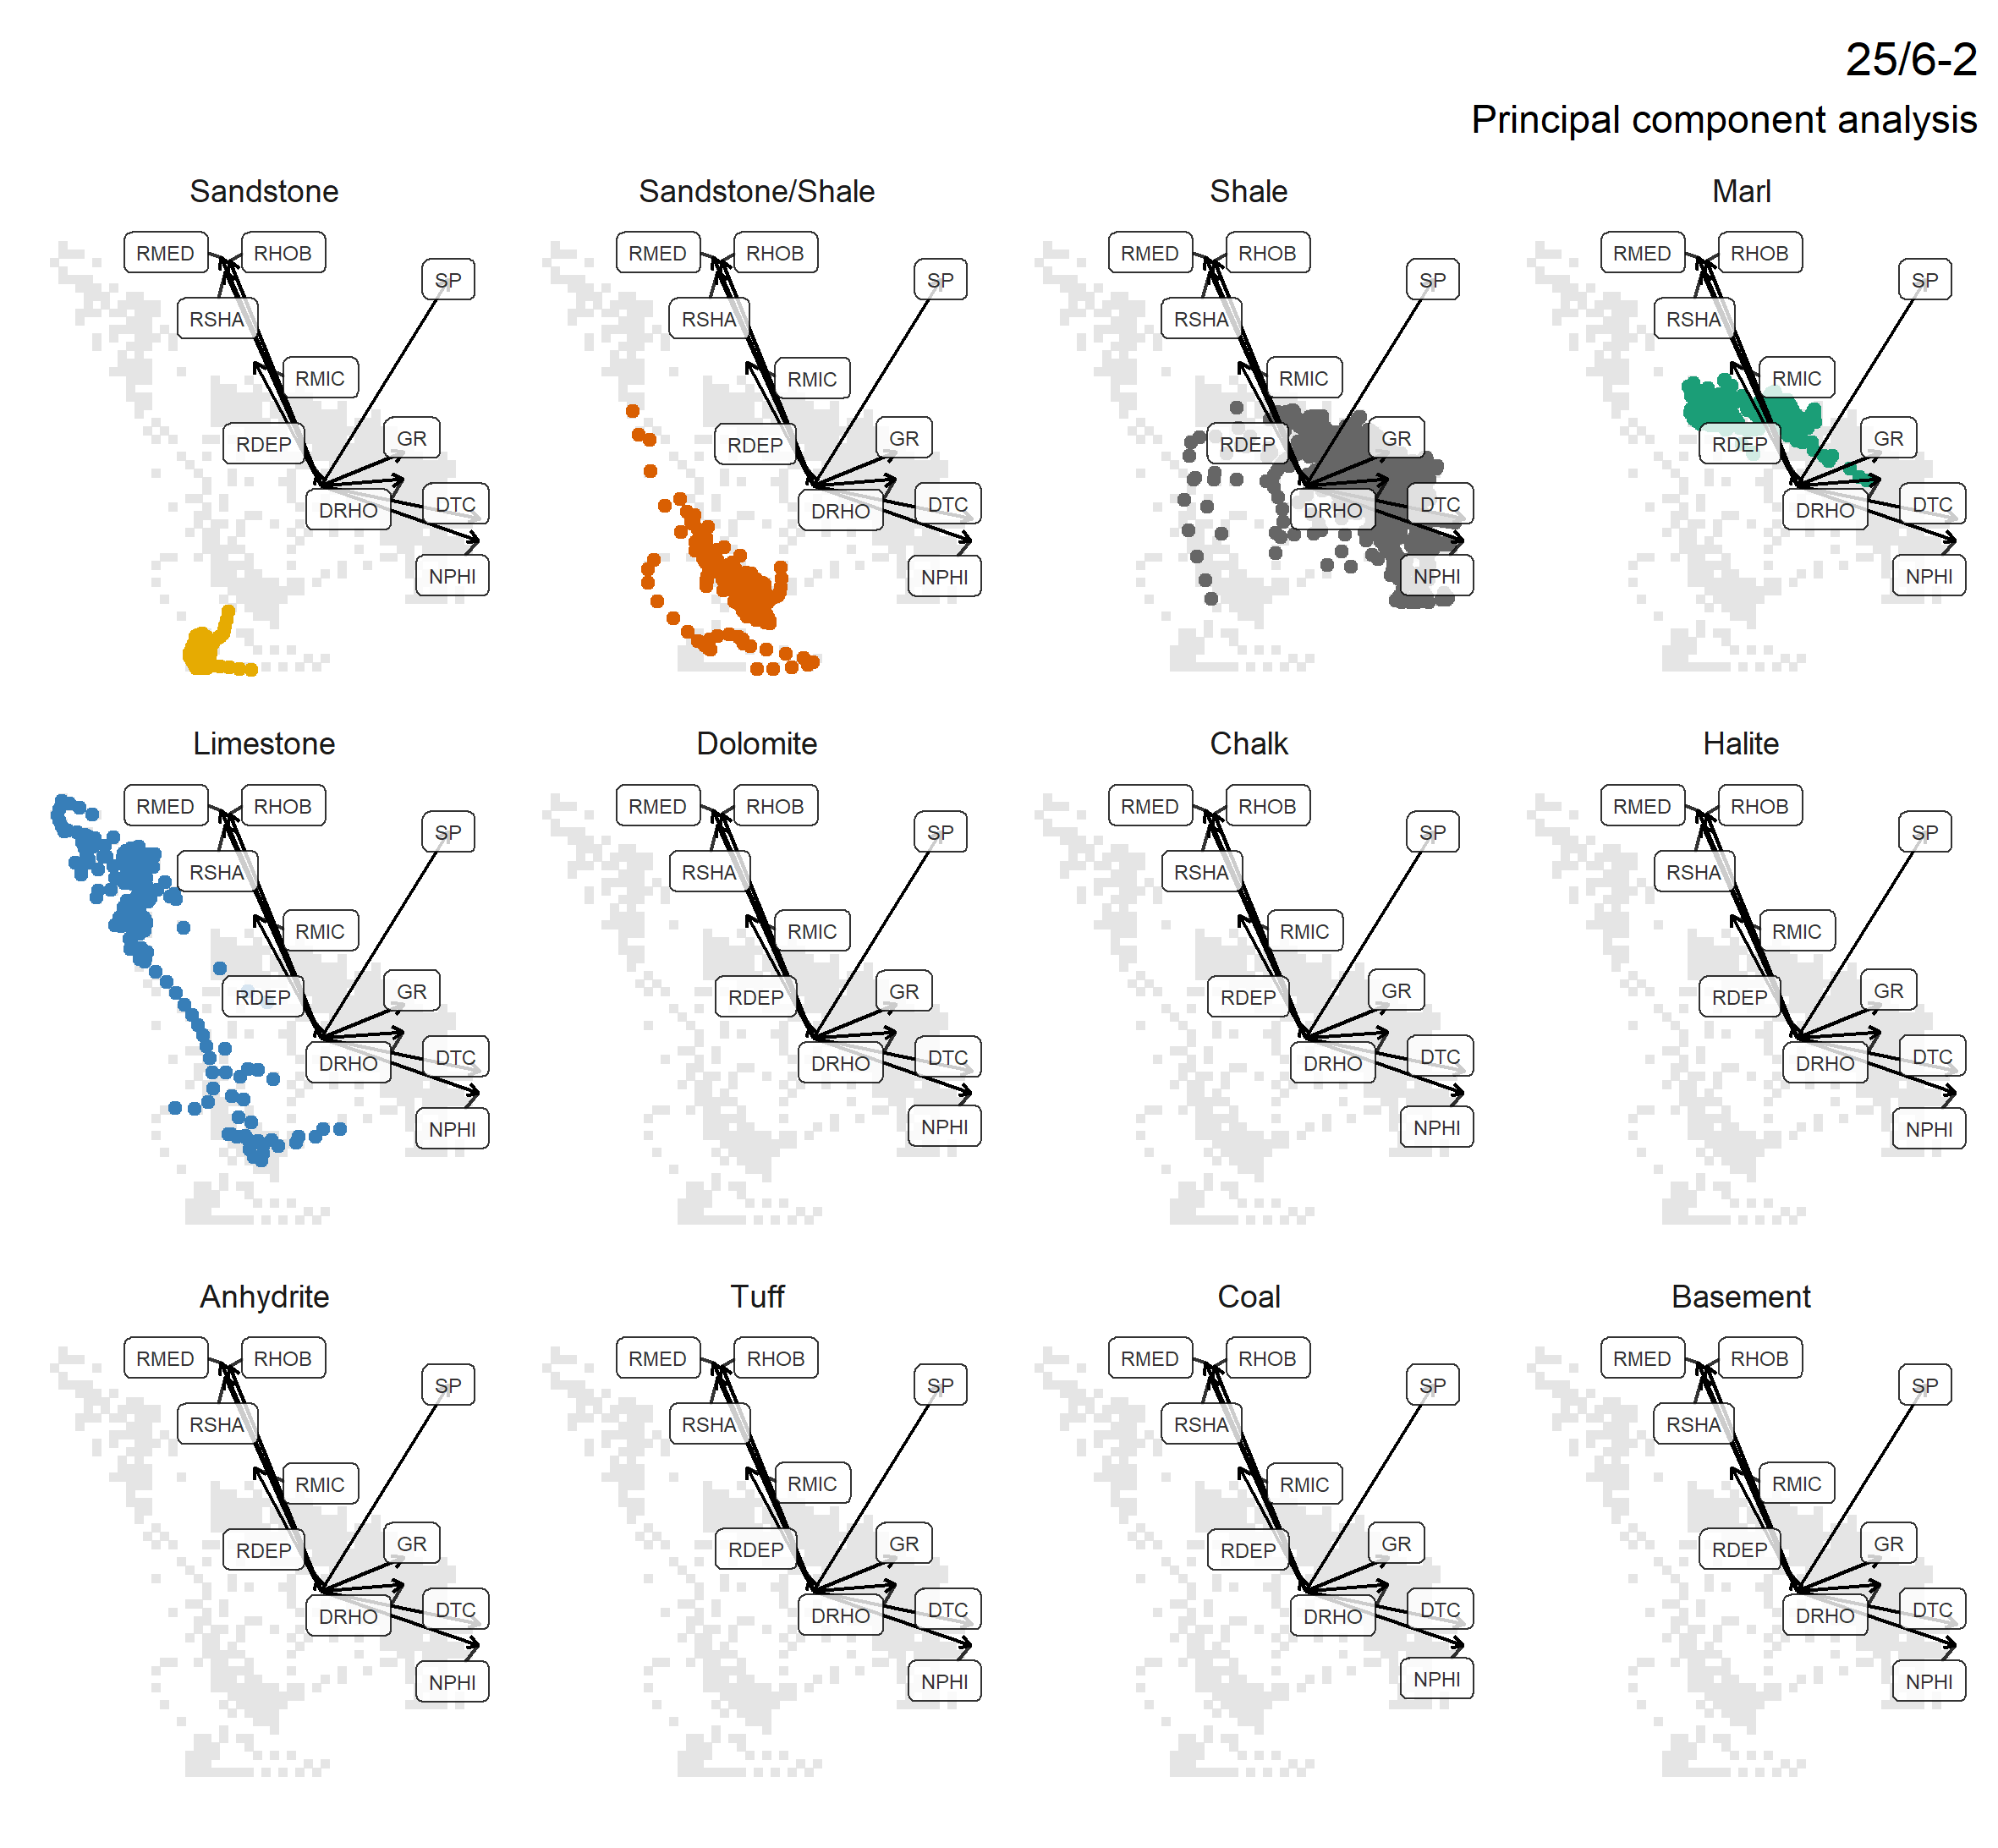 25/6-2
Principal component analysis
Sandstone
RMED
RHOB
SP
RSHA
RMIC
GR
RDEP
DTC
DRHO
NPHI
Sandstone/Shale
RMED
RHOB
SP
RSHA
RMIC
GR
RDEP
DTC
DRHO
NPHI
Shale
RMED
RHOB
SP
RSHA
RMIC
GR
RDEP
DTC
DRHO
NPHI
Marl
RMED
RHOB
SP
RSHA
RMIC
GR
RDEP
DTC
DRHO
NPHI
Limestone
RMED
RHOB
SP
RSHA
RMIC
GR
RDEP
DTC
DRHO
NPHI
Dolomite
RMED
RHOB
SP
RSHA
RMIC
GR
RDEP
DTC
DRHO
NPHI
Chalk
RMED
RHOB
SP
RSHA
RMIC
GR
RDEP
DTC
DRHO
NPHI
Halite
RMED
RHOB
SP
RSHA
RMIC
GR
RDEP
DTC
DRHO
NPHI
Anhydrite
RMED
RHOB
SP
RSHA
RMIC
GR
RDEP
DTC
DRHO
NPHI
Tuff
RMED
RHOB
SP
RSHA
RMIC
GR
RDEP
DTC
DRHO
NPHI
Coal
RMED
RHOB
SP
RSHA
RMIC
GR
RDEP
DTC
DRHO
NPHI
Basement
RMED
RHOB
SP
RSHA
RMIC
GR
RDEP
DTC
DRHO
NPHI